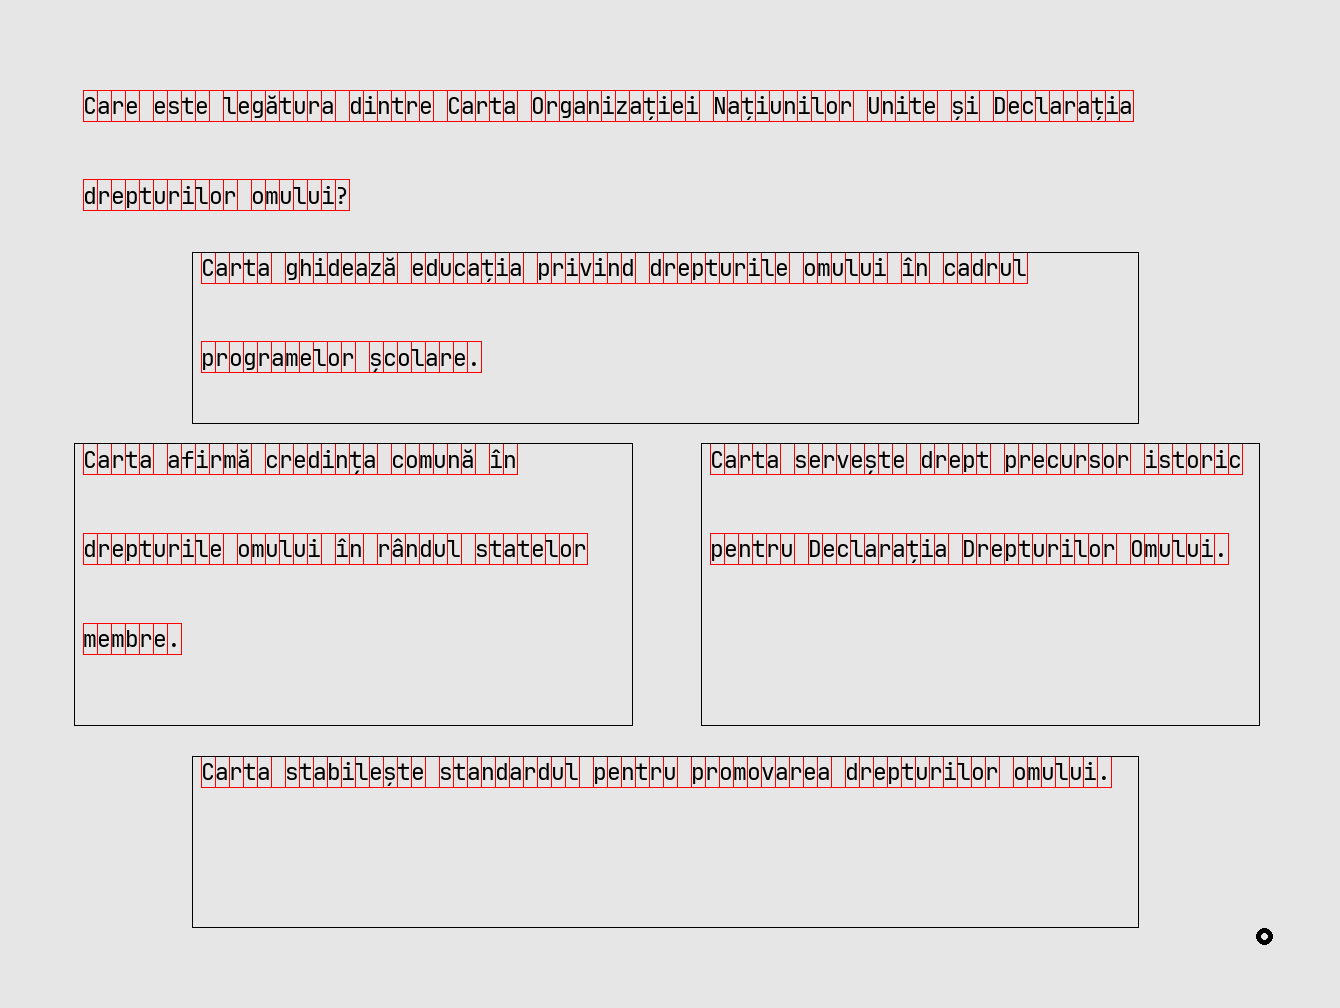 Care este legătura dintre Carta Organizației Națiunilor Unite și Declarația
drepturilor omului?
Carta ghidează educația privind drepturile omului în cadrul
programelor școlare.
Carta afirmă credința comună în
drepturile omului în rândul statelor
membre.
Carta servește drept precursor istoric
pentru Declarația Drepturilor Omului.
Carta stabilește standardul pentru promovarea drepturilor omului.